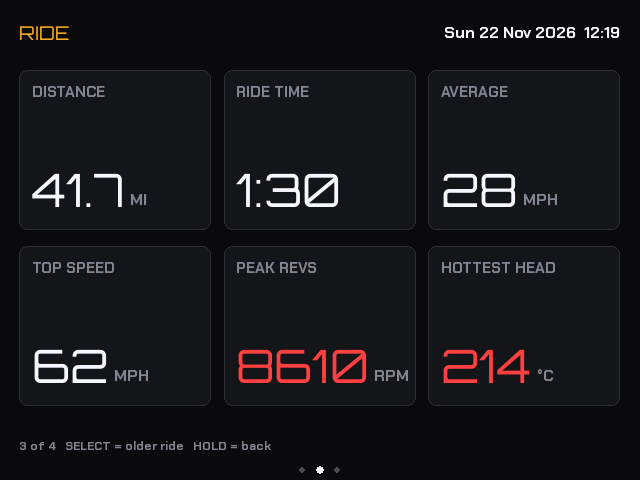 RIDE
Sun 22 Nov 2026 12:19
DISTANCE
41.7 MI
RIDE TIME
1:30
AVERAGE
28 MPH
TOP SPEED
62 MPH
PEAK REVS
8610 RPM
HOTTEST HEAD
214 °C
3 of 4 SELECT = older ride HOLD = back